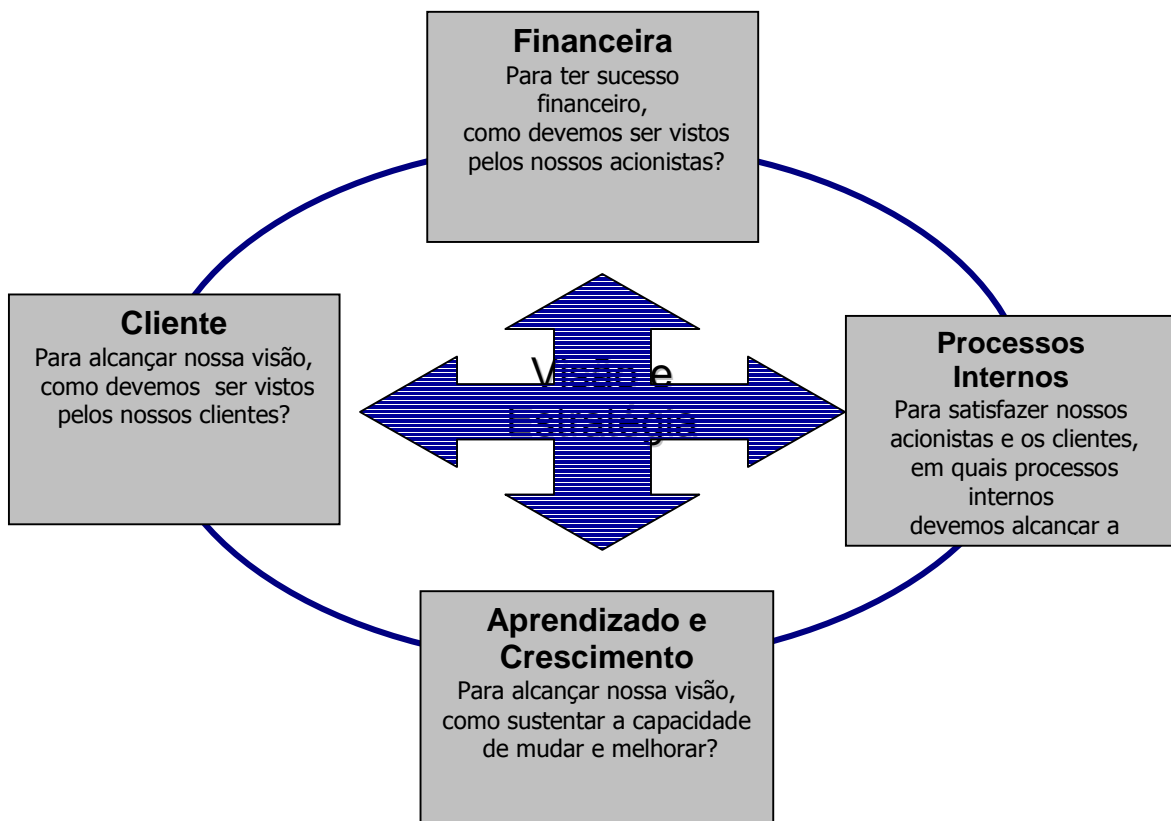 Financeira
Para ter sucesso
financeiro,
como devemos ser vistos
pelos nossos acionistas?
Cliente
Para alcançar nossa visão,
como devemos ser vistos
pelos nossos clientes?
Visão e
Estratégia
Processos
Internos
Para satisfazer nossos
acionistas e os clientes,
em quais processos
internos
devemos alcançar a
Aprendizado e
Crescimento
Para alcançar nossa visão,
como sustentar a capacidade
de mudar e melhorar?